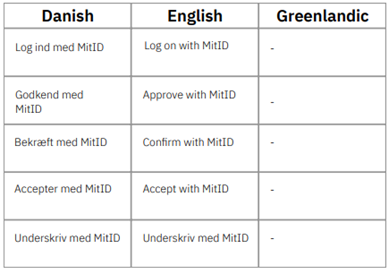 Danish English Greenlandic
Log ind med MitID Log on with MitID -
Godkend med
MitID Approve with MitID -
Bekræft med MitID Confirm with MitID -
Accepter med MitID Accept with MitID -
Underskriv med MitID Underskriv med MitID -